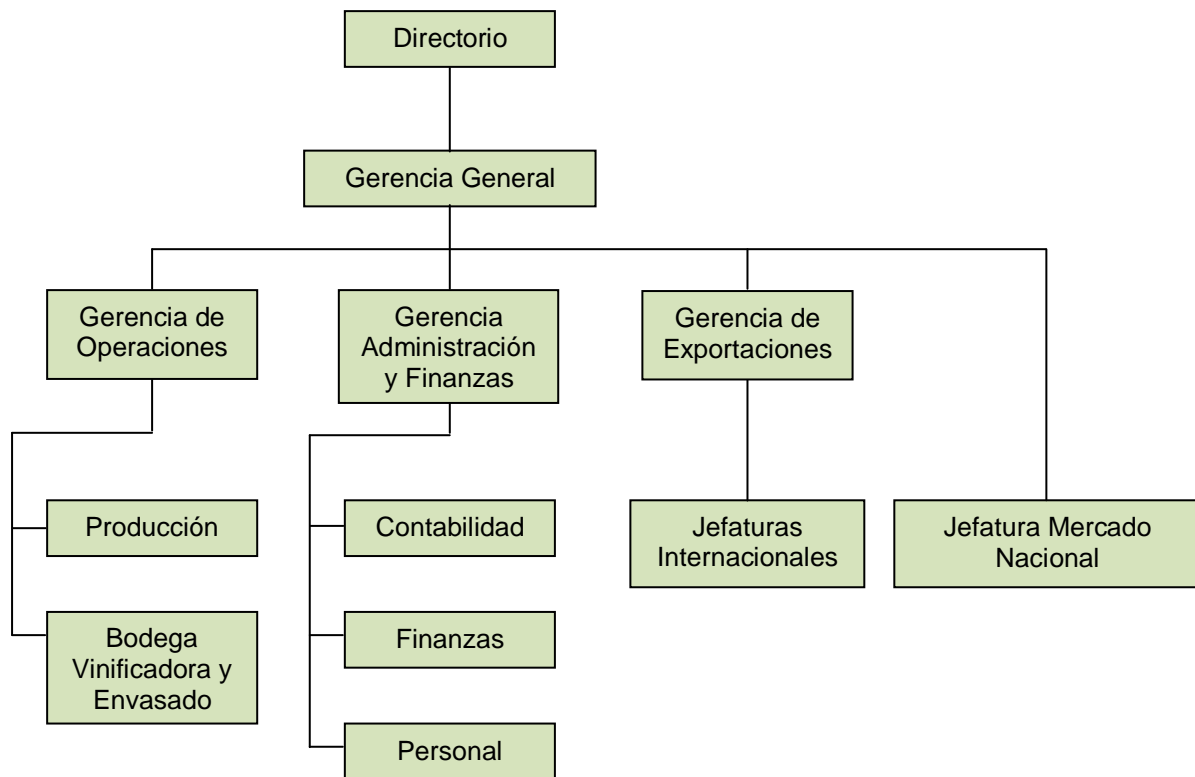 Directorio
Gerencia General
Gerencia de
Operaciones
Gerencia
Administración
y Finanzas
Gerencia de
Exportaciones
Producción
Contabilidad
Jefaturas
Internacionales
Jefatura Mercado
Nacional
Bodega
Vinificadora y
Envasado
Finanzas
Personal